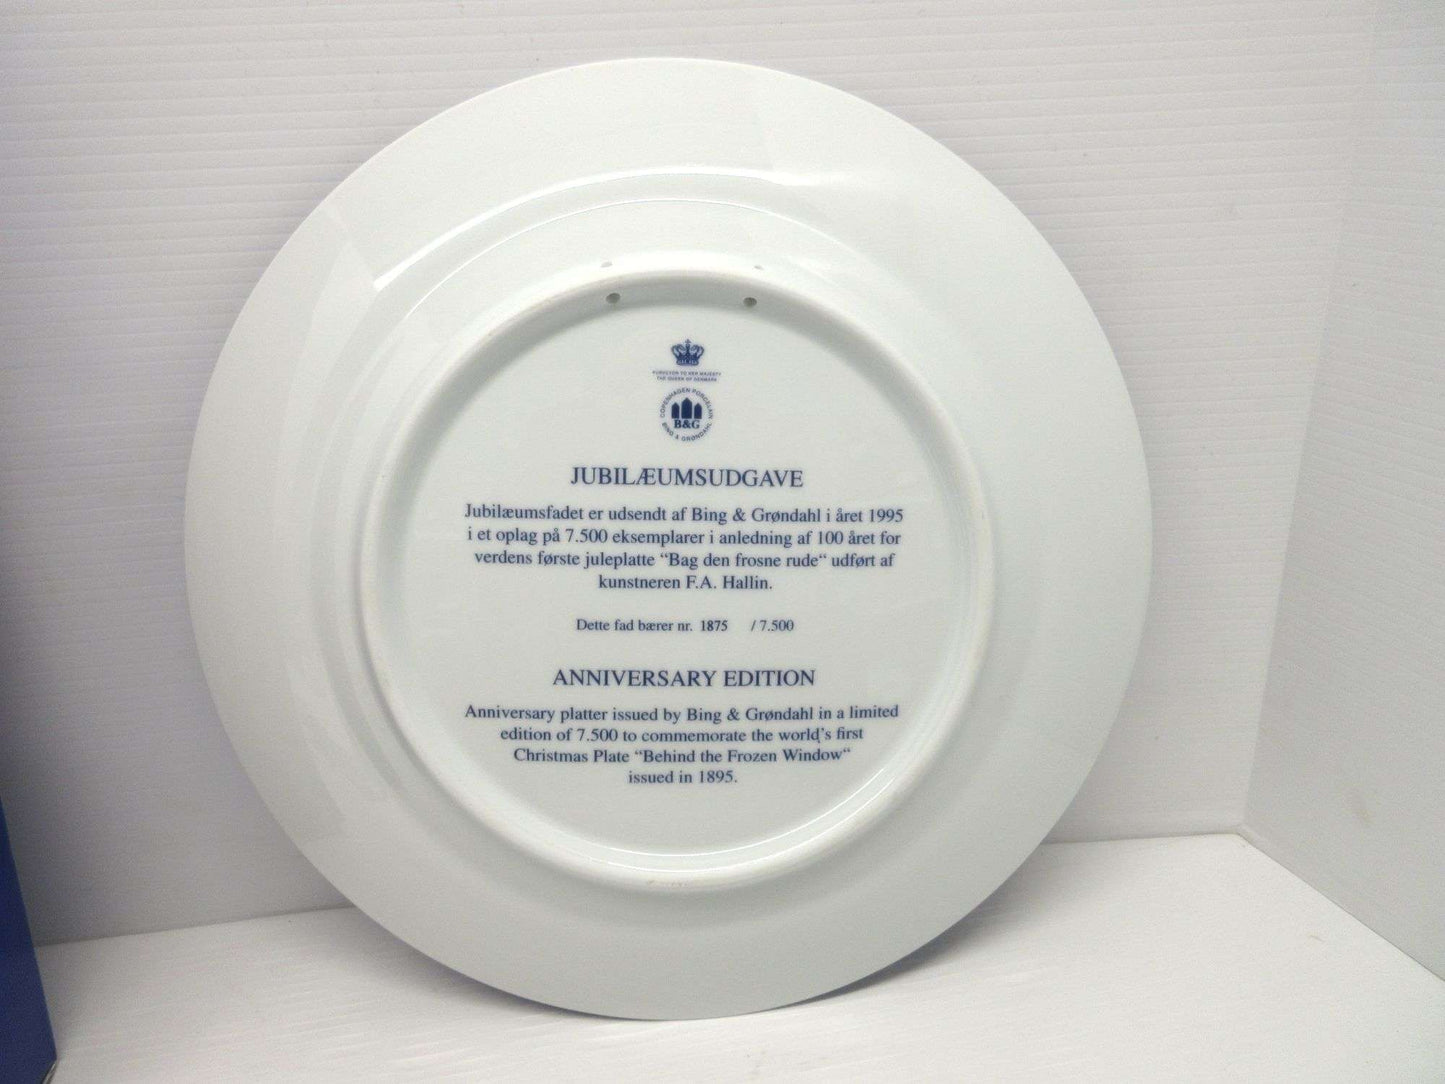 PURVEYOR TO HER MAJESTY
THE QUEEN OF DENMARK
COPENHAGEN PORCELAIN
B&G
BING & GRØNDAHL
JUBILÆUMSUDGAVE
Jubilæumsfadet er udsendt af Bing & Grøndahl i året 1995
i et oplag på 7.500 eksemplarer i anledning af 100 året for
verdens første juleplatte “Bag den frosne rude“ udført af
kunstneren F.A. Hallin.
Dette fad bærer nr. 1875 / 7.500
ANNIVERSARY EDITION
Anniversary platter issued by Bing & Grøndahl in a limited
edition of 7.500 to commemorate the world's first
Christmas Plate “Behind the Frozen Window“
issued in 1895.